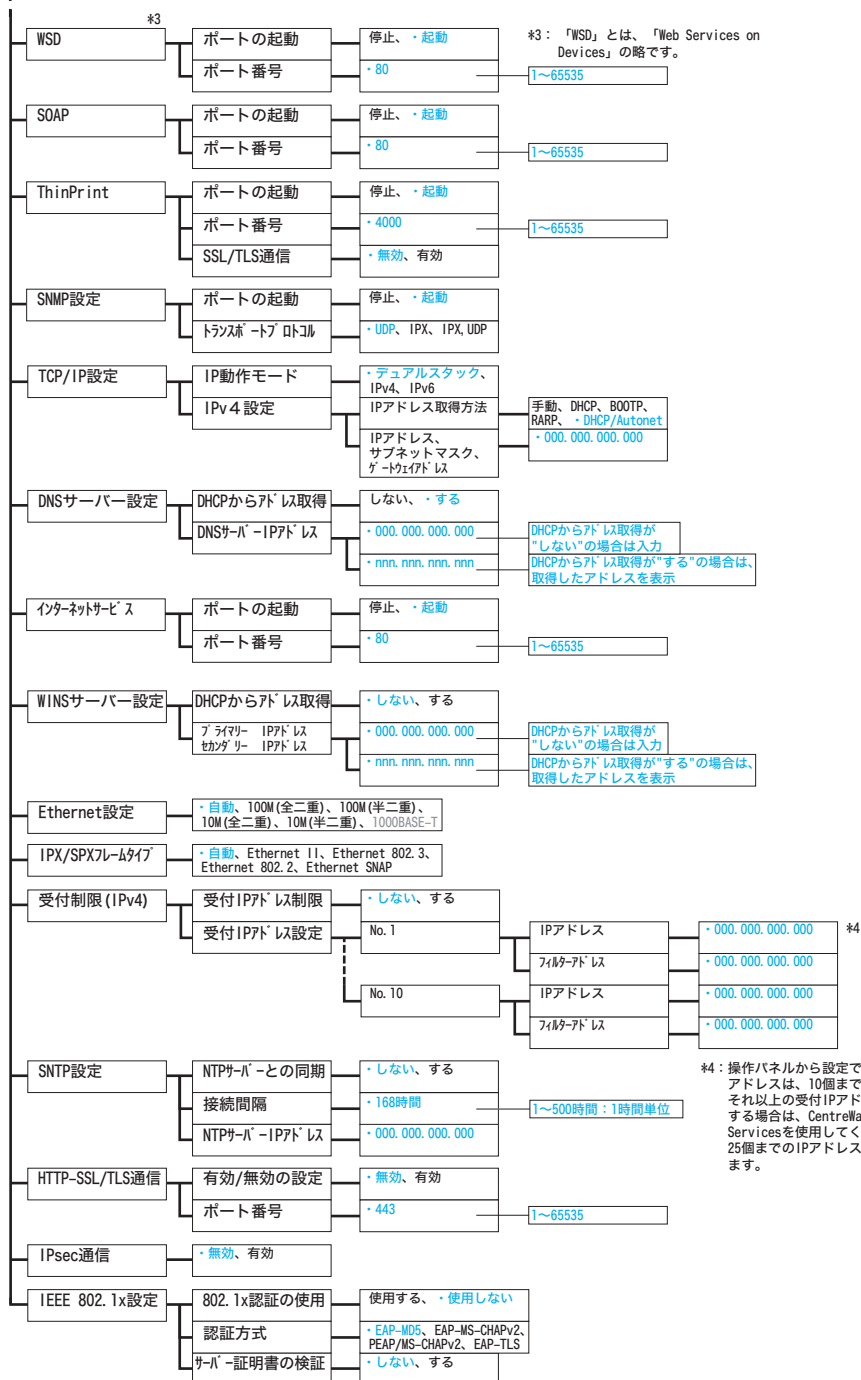 *3
WSD
ポートの起動
停止、・起動
*3： 「WSD」とは、「Web Services on
Devices」の略です。
ポート番号
・80
1～65535
SOAP
ポートの起動
停止、・起動
ポート番号
・80
1～65535
ThinPrint
ポートの起動
停止、・起動
ポート番号
・4000
1～65535
SSL/TLS通信
・無効、有効
SNMP設定
ポートの起動
停止、・起動
ﾄﾗﾝｽﾎﾟｰﾄﾌﾟﾛﾄｺﾙ
・UDP、IPX、IPX,UDP
TCP/IP設定
IP動作モード
・デュアルスタック、
IPv4、IPv6
IPv４設定
IPアドレス取得方法
手動、DHCP、BOOTP、
RARP、・DHCP/Autonet
IPアドレス、
サブネットマスク、
ｹﾞｰﾄｳｪｲｱﾄﾞﾚｽ
・000.000.000.000
DNSサーバー設定
DHCPからｱﾄﾞﾚｽ取得
しない、・する
DNSｻｰﾊﾞｰIPｱﾄﾞﾚｽ
・000.000.000.000
DHCPからｱﾄﾞﾚｽ取得が
"しない"の場合は入力
・nnn.nnn.nnn.nnn
DHCPからｱﾄﾞﾚｽ取得が"する"の場合は、
取得したアドレスを表示
ｲﾝﾀｰﾈｯﾄｻｰﾋﾞｽ
ポートの起動
停止、・起動
ポート番号
・80
1～65535
WINSサーバー設定
DHCPからｱﾄﾞﾚｽ取得
・しない、する
ﾌﾟﾗｲﾏﾘｰ IPｱﾄﾞﾚｽ
ｾｶﾝﾀﾞﾘｰ IPｱﾄﾞﾚｽ
・000.000.000.000
DHCPからｱﾄﾞﾚｽ取得が
"しない"の場合は入力
・nnn.nnn.nnn.nnn
DHCPからｱﾄﾞﾚｽ取得が"する"の場合は、
取得したアドレスを表示
Ethernet設定
・自動、100M(全二重)、100M(半二重)、
10M(全二重)、10M(半二重)、1000BASE-T
IPX/SPXﾌﾚｰﾑﾀｲﾌﾟ
・自動、Ethernet II、Ethernet 802.3、
Ethernet 802.2、Ethernet SNAP
受付制限(IPv4)
受付IPｱﾄﾞﾚｽ制限
・しない、する
受付IPｱﾄﾞﾚｽ設定
No.1
IPアドレス
・000.000.000.000
*4
ﾌｨﾙﾀｰｱﾄﾞﾚｽ
・000.000.000.000
No.10
IPアドレス
・000.000.000.000
ﾌｨﾙﾀｰｱﾄﾞﾚｽ
・000.000.000.000
SNTP設定
NTPｻｰﾊﾞｰとの同期
・しない、する
接続間隔
・168時間
1～500時間：1時間単位
NTPｻｰﾊﾞｰIPｱﾄﾞﾚｽ
・000.000.000.000
*4：操作パネルから設定で
アドレスは、10個まで
それ以上の受付IPアド
する場合は、CentreWa
Servicesを使用してく
25個までのIPアドレス
ます。
HTTP-SSL/TLS通信
有効/無効の設定
・無効、有効
ポート番号
・443
1～65535
IPsec通信
・無効、有効
IEEE 802.1x設定
802.1x認証の使用
使用する、・使用しない
認証方式
・EAP-MD5、EAP-MS-CHAPv2、
PEAP/MS-CHAPv2、EAP-TLS
ｻｰﾊﾞｰ証明書の検証
・しない、する